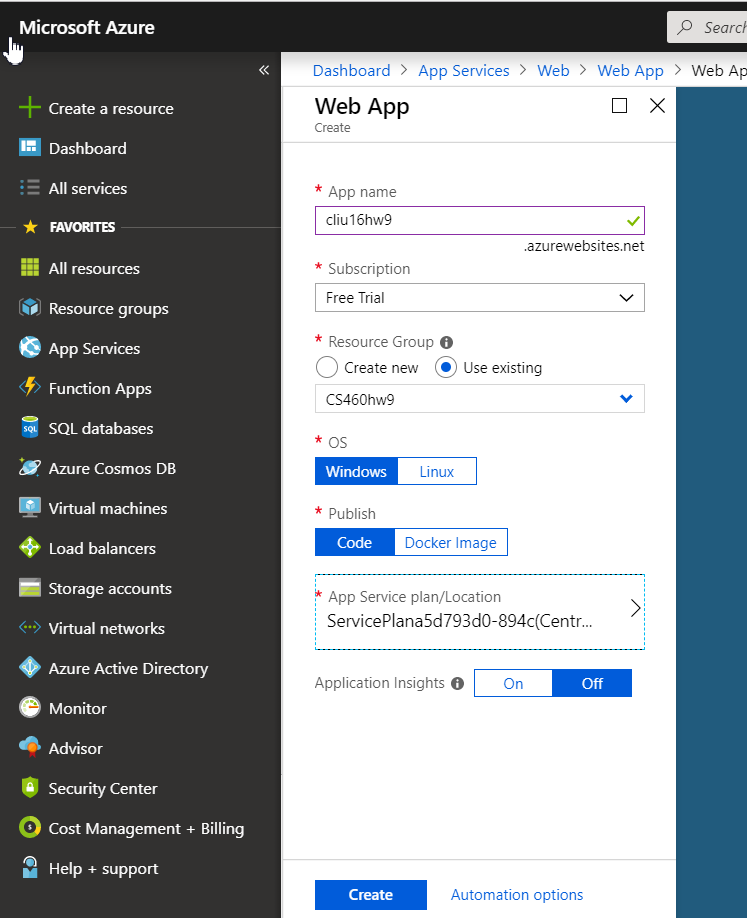 Microsoft Azure
Search
«
Dashboard > App Services > Web > Web App > Web Ap
Create a resource
Dashboard
All services
FAVORITES
All resources
Resource groups
App Services
Function Apps
SQL databases
Azure Cosmos DB
Virtual machines
Load balancers
Storage accounts
Virtual networks
Azure Active Directory
Monitor
Advisor
Security Center
Cost Management + Billing
Help + support
Web App
Create
* App name
cliu16hw9
.azurewebsites.net
* Subscription
Free Trial
* Resource Group
Create new Use existing
CS460hw9
* OS
Windows Linux
* Publish
Code Docker Image
* App Service plan/Location
ServicePlana5d793d0-894c(Centr...
Application Insights On Off
Create Automation options